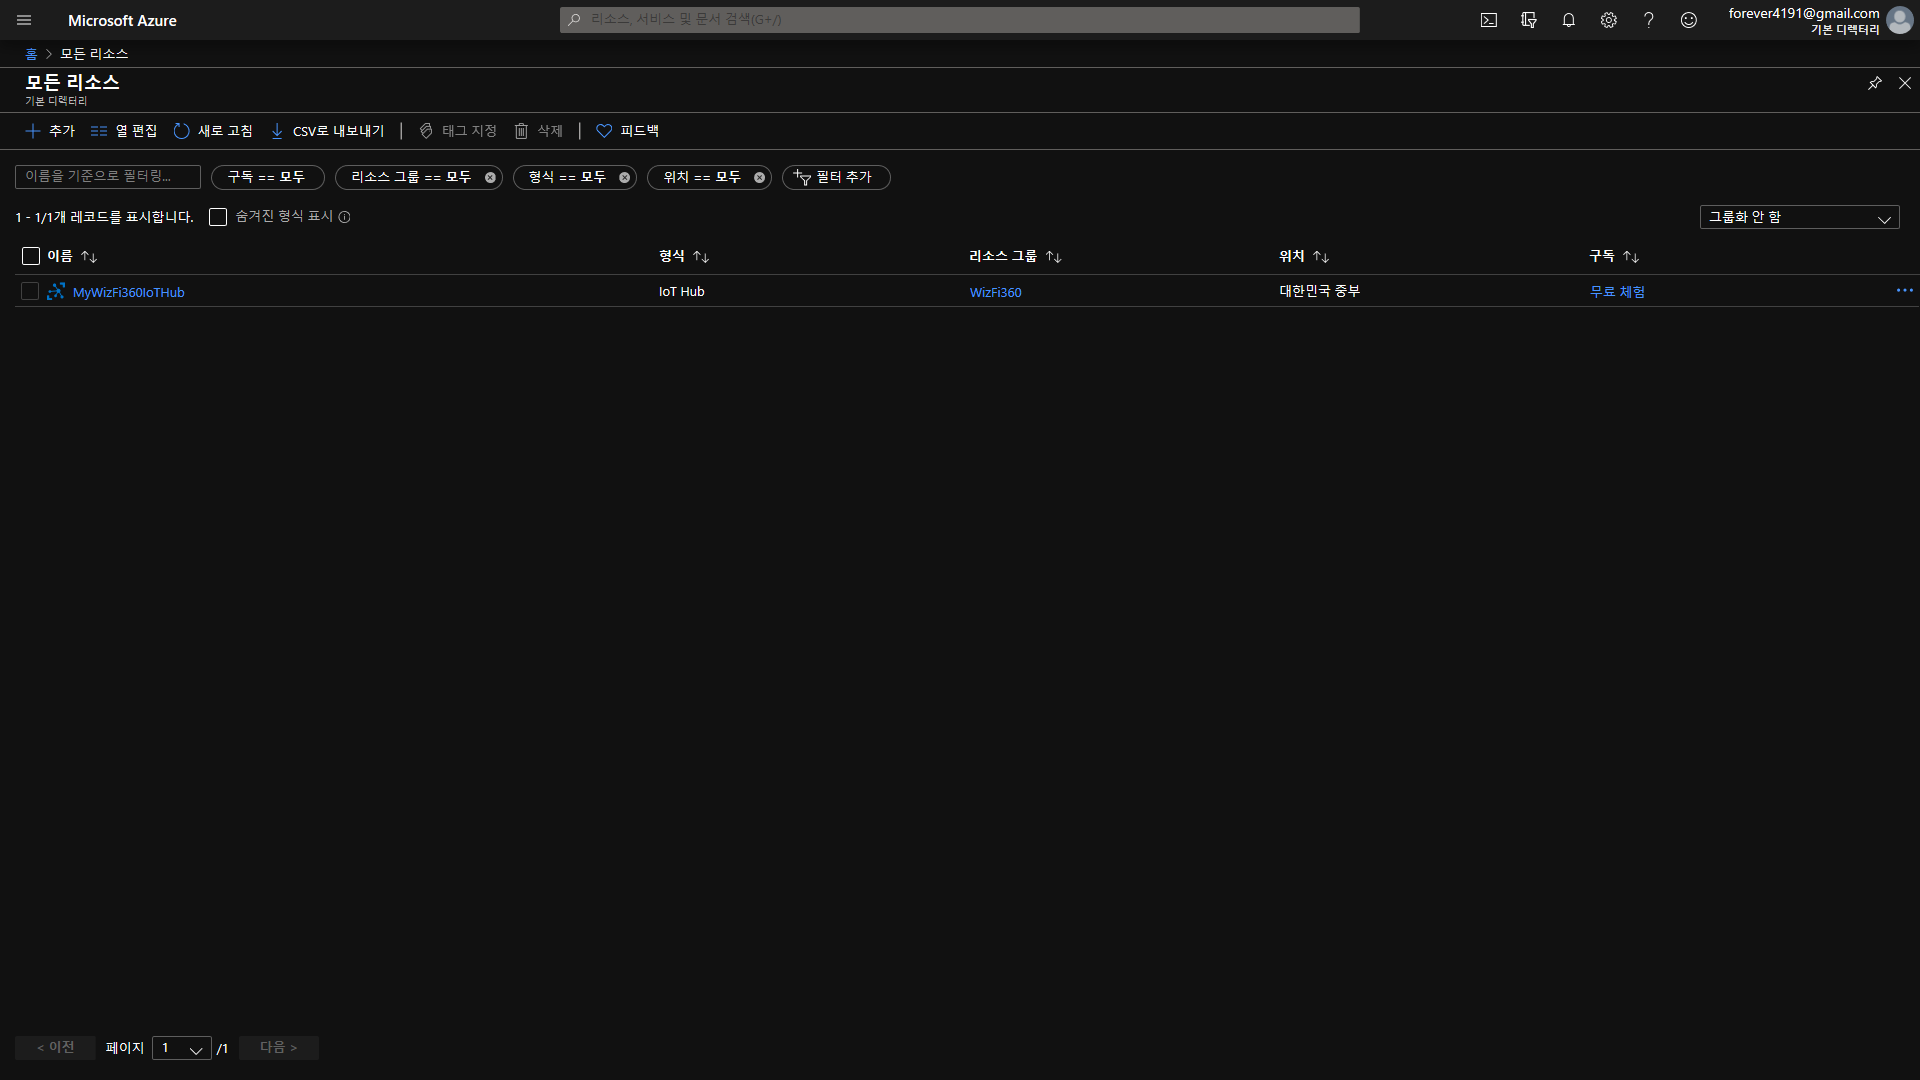 Microsoft Azure
리소스, 서비스 및 문서 검색(G+/)
forever4191@gmail.com
기본 디렉터리
홈 > 모든 리소스
모든 리소스
기본 디렉터리
추가 열 편집 새로 고침 CSV로 내보내기 | 태그 지정 삭제 | 피드백
이름을 기준으로 필터링... 구독 == 모두 리소스 그룹 == 모두 형식 == 모두 위치 == 모두 필터 추가
1 - 1/1개 레코드를 표시합니다. 숨겨진 형식 표시 그룹화 안 함
이름 ↑↓ 형식 ↑↓ 리소스 그룹 ↑↓ 위치 ↑↓ 구독 ↑↓
MyWizFi360IoTHub IoT Hub WizFi360 대한민국 중부 무료 체험 ...
< 이전 페이지 1 /1 다음 >